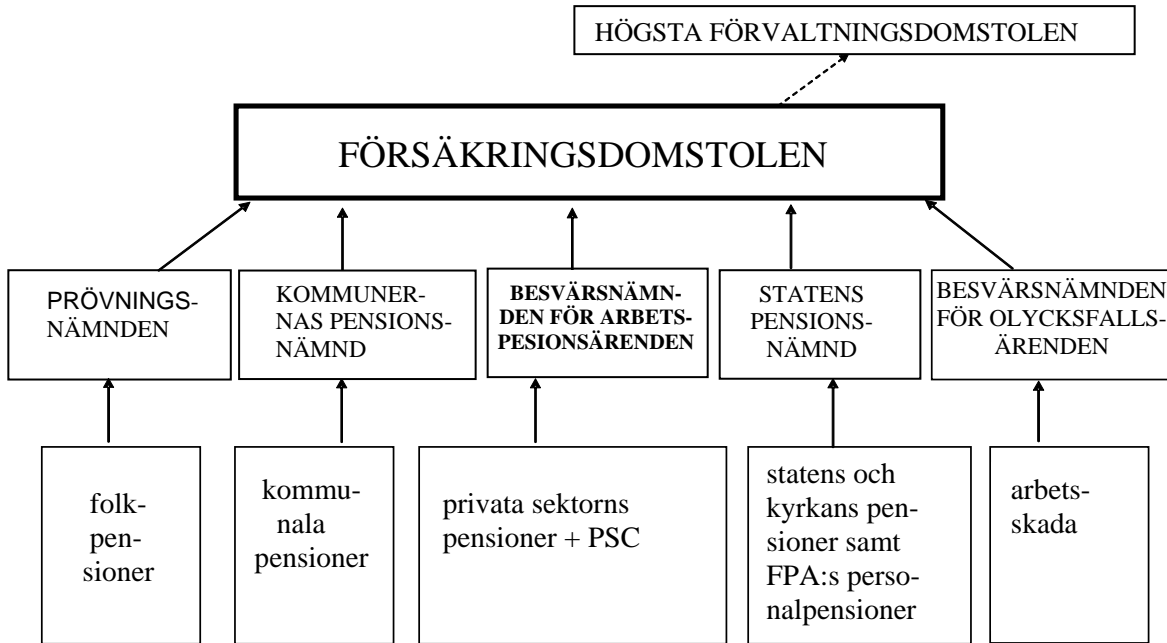 HÖGSTA FÖRVALTNINGSDOMSTOLEN
FÖRSÄKRINGSDOMSTOLEN
PRÖVNINGS-
NÄMNDEN
KOMMUNER-
NAS PENSIONS-
NÄMND
BESVÄRSNÄMN-
DEN FÖR ARBETS-
PESIONSÄRENDEN
STATENS
PENSIONS-
NÄMND
BESVÄRSNÄMNDEN
FÖR OLYCKSFALLS-
ÄRENDEN
folk-
pen-
sioner
kommu-
nala
pensioner
privata sektorns
pensioner + PSC
statens och
kyrkans pen-
sioner samt
FPA:s perso-
nalpensioner
arbets-
skada